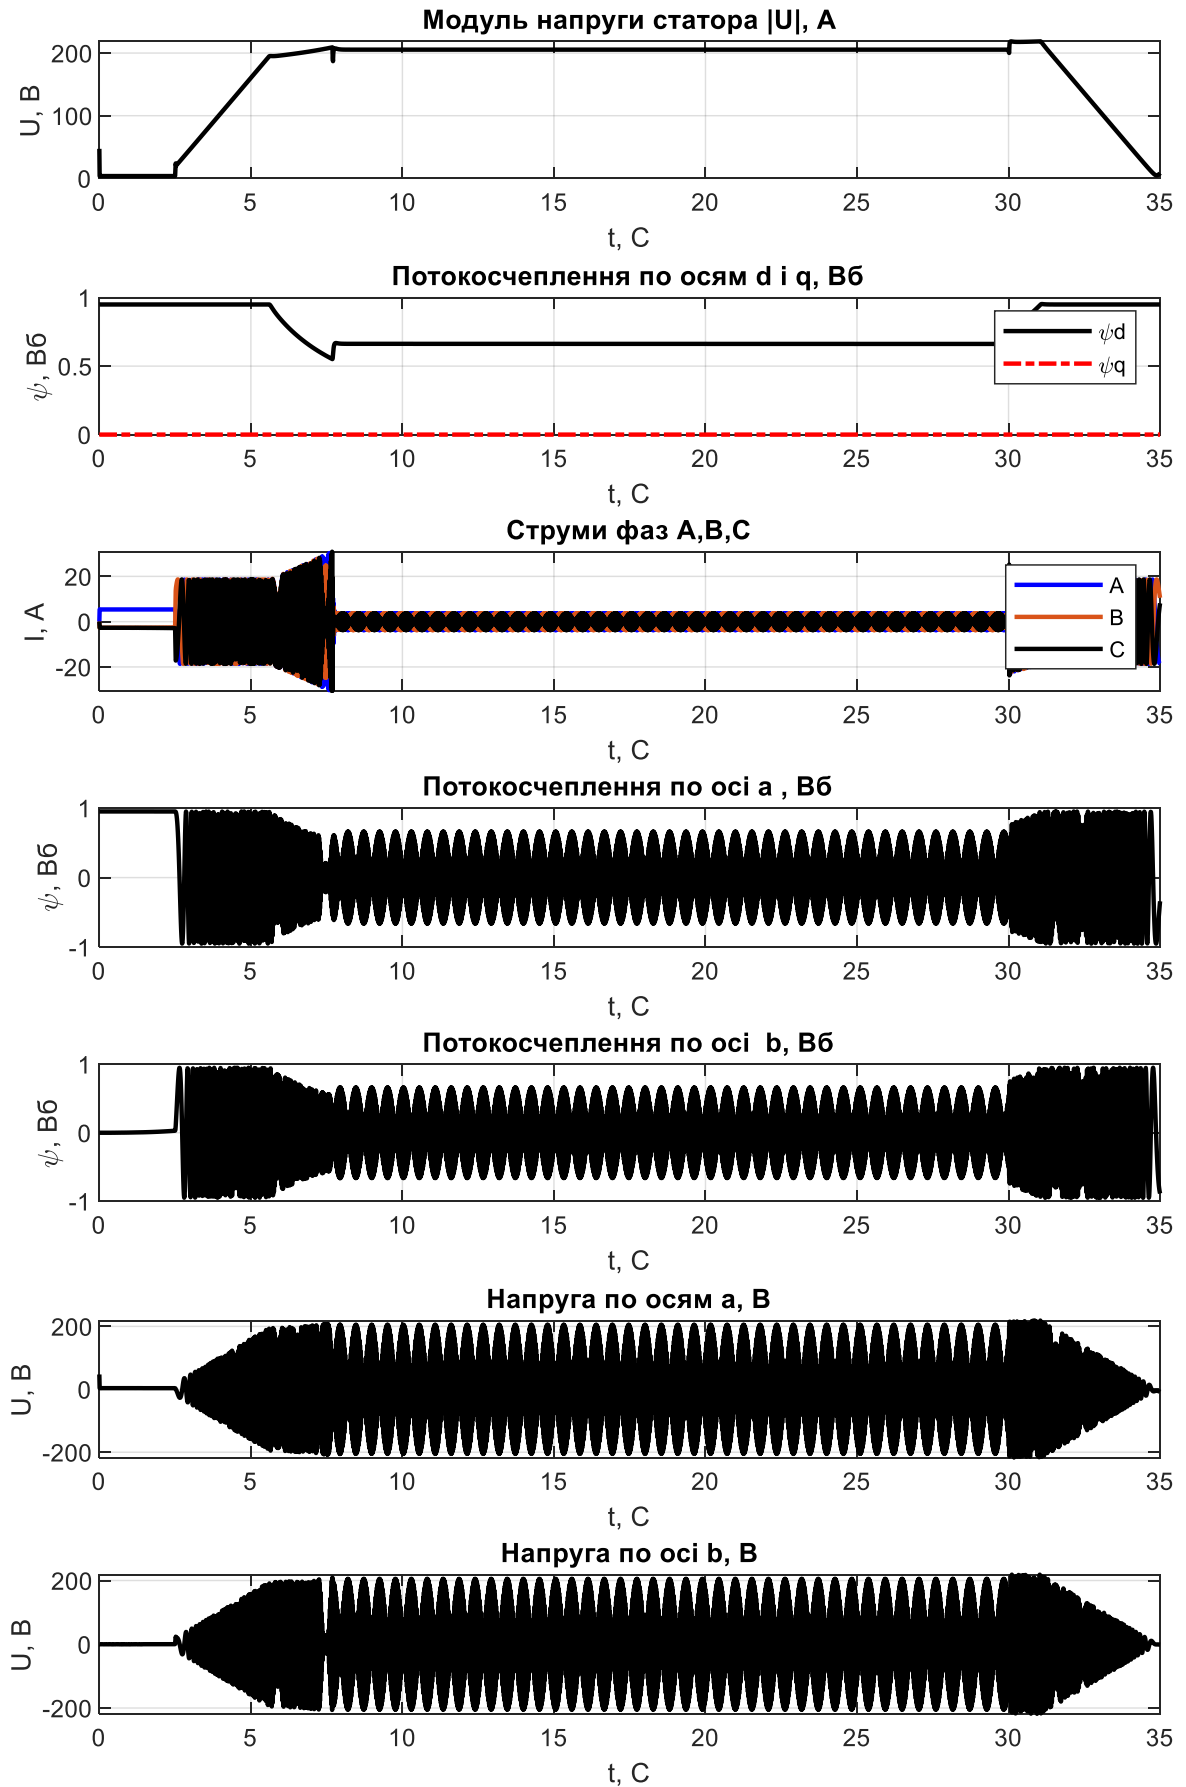 Модуль напруги статора |U|, А
200
100
0
U, В
0 5 10 15 20 25 30 35
t, С
Потокосчеплення по осям d і q, Вб
1
0.5
0
ψ, Вб
ψd
ψq
0 5 10 15 20 25 30 35
t, С
Струми фаз А,В,С
20
0
-20
I, А
A
B
C
0 5 10 15 20 25 30 35
t, С
Потокосчеплення по осі а , Вб
1
0
-1
ψ, Вб
0 5 10 15 20 25 30 35
t, С
Потокосчеплення по осі  b, Вб
1
0
-1
ψ, Вб
0 5 10 15 20 25 30 35
t, С
Напруга по осям а, В
200
0
-200
U, В
0 5 10 15 20 25 30 35
t, С
Напруга по осі b, В
200
0
-200
U, В
0 5 10 15 20 25 30 35
t, С